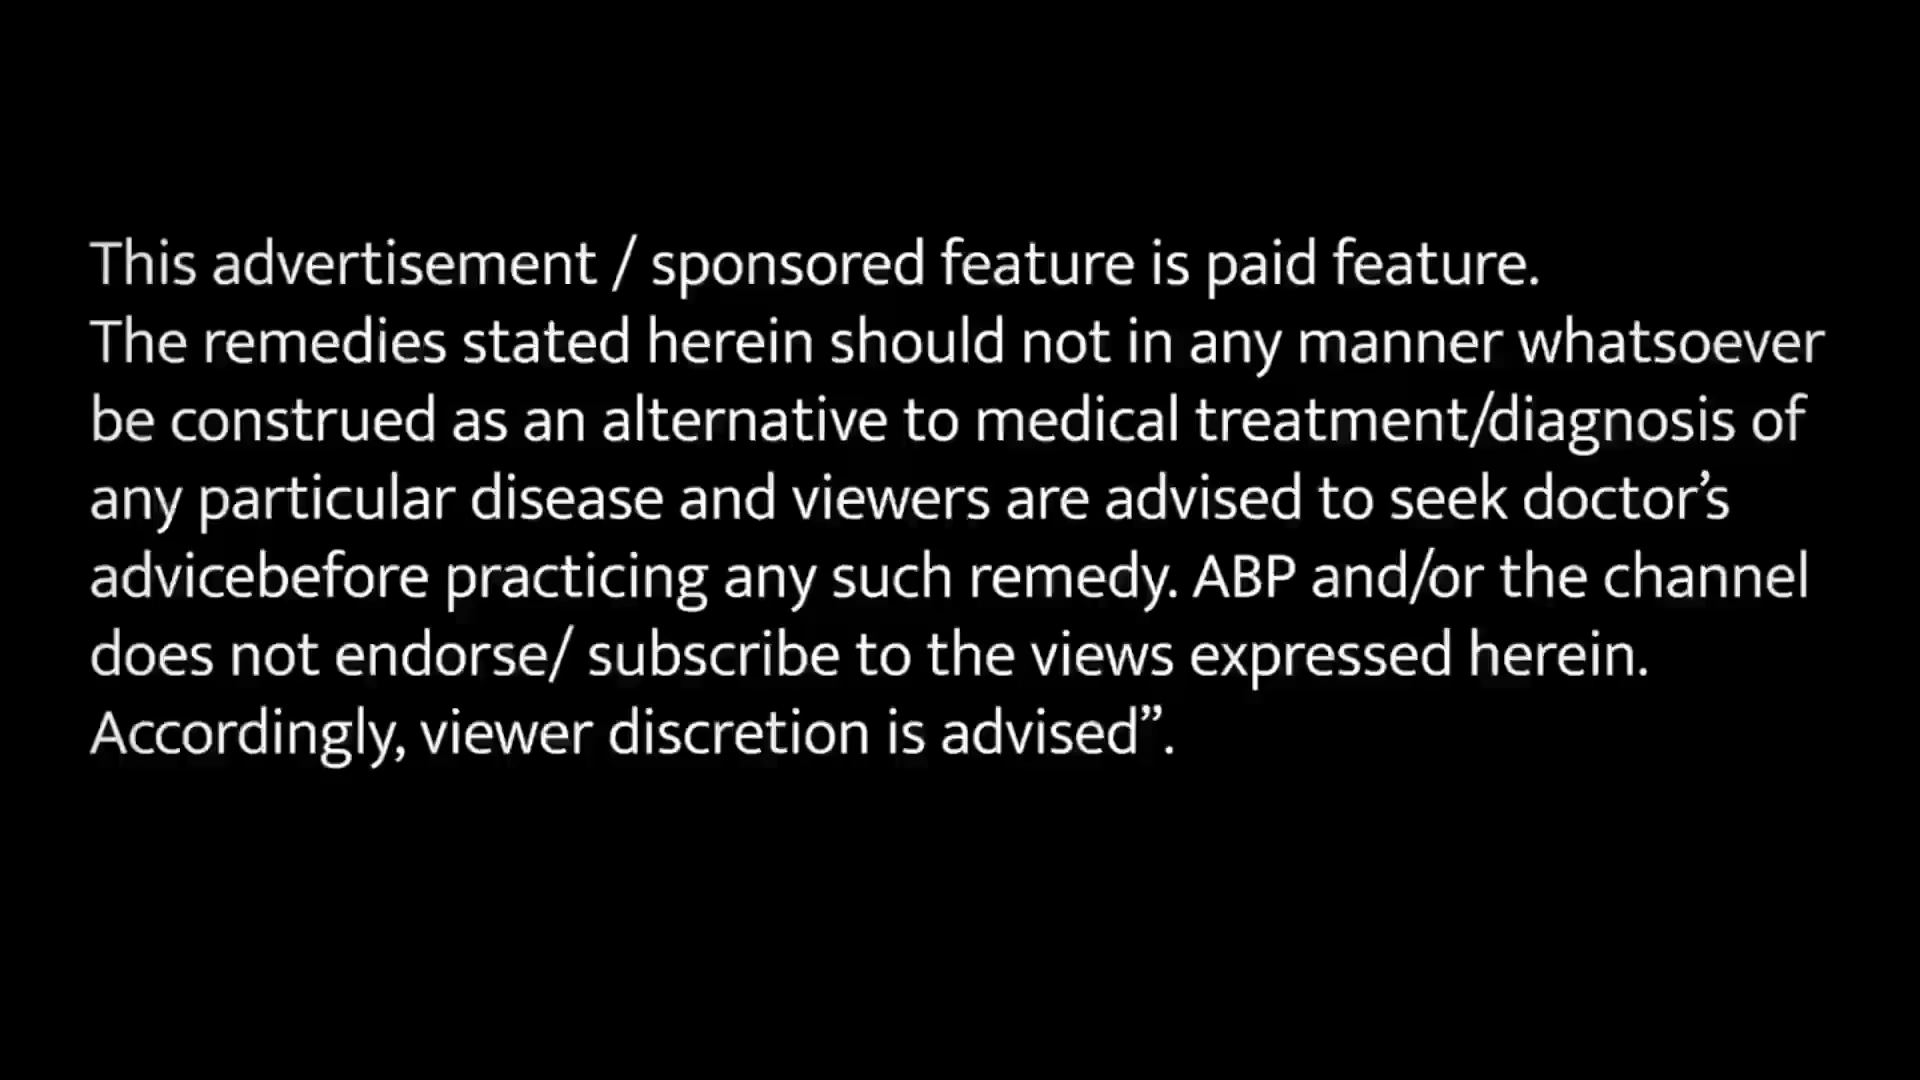 This advertisement / sponsored feature is paid feature.
The remedies stated herein should not in any manner whatsoever
be construed as an alternative to medical treatment/diagnosis of
any particular disease and viewers are advised to seek doctor’s
advicebefore practicing any such remedy. ABP and/or the channel
does not endorse/ subscribe to the views expressed herein.
Accordingly, viewer discretion is advised”.